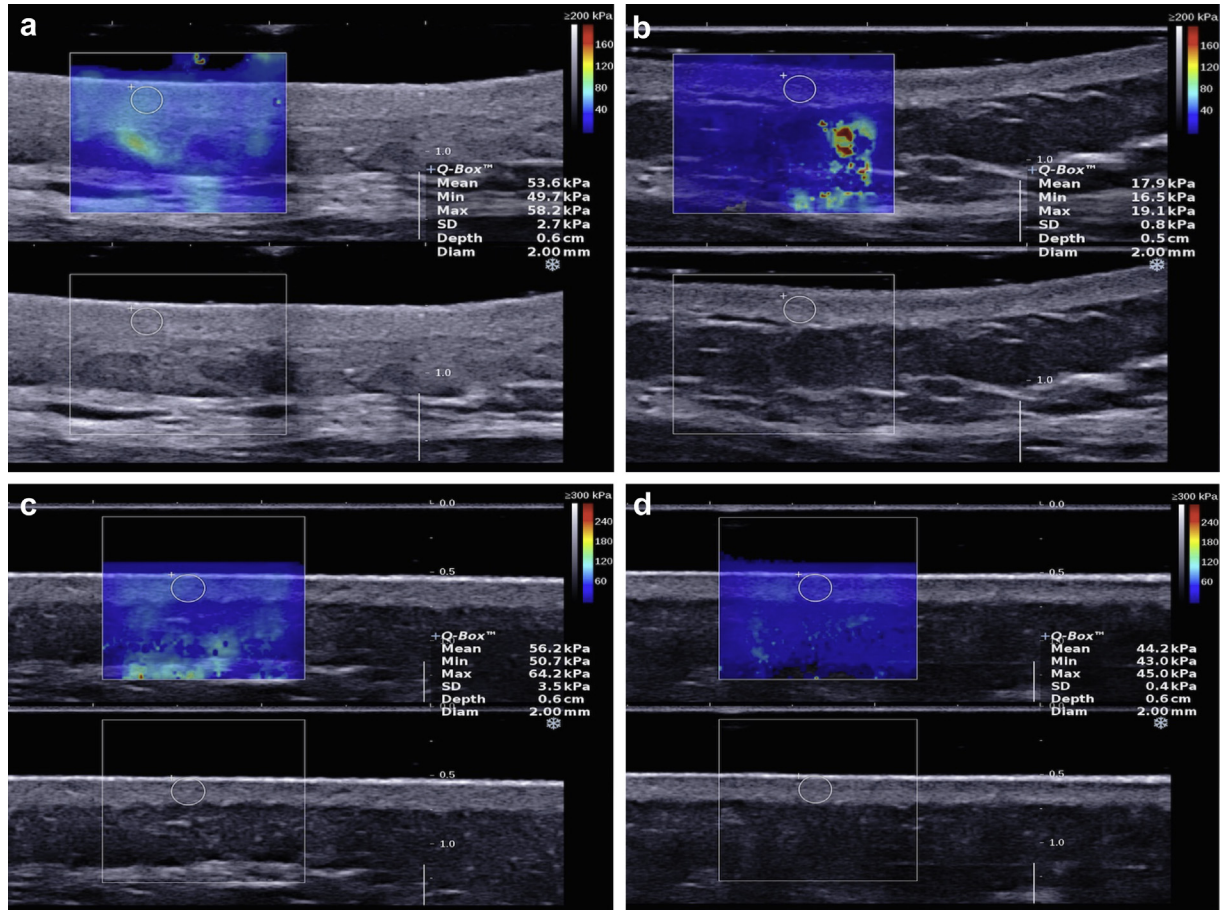 a
≥200 kPa
160
120
80
40
1.0
+Q-Box™
Mean 53.6 kPa
Min 49.7 kPa
Max 58.2 kPa
SD 2.7 kPa
Depth 0.6 cm
Diam 2.00 mm
1.0
b
≥200 kPa
160
120
80
40
1.0
+Q-Box™
Mean 17.9 kPa
Min 16.5 kPa
Max 19.1 kPa
SD 0.8 kPa
Depth 0.5 cm
Diam 2.00 mm
1.0
c
≥300 kPa
240
180
120
60
0.0
0.5
+Q-Box™
Mean 56.2 kPa
Min 50.7 kPa
Max 64.2 kPa
SD 3.5 kPa
Depth 0.6 cm
Diam 2.00 mm
0.5
1.0
d
≥300 kPa
240
180
120
60
0.0
0.5
+Q-Box™
Mean 44.2 kPa
Min 43.0 kPa
Max 45.0 kPa
SD 0.4 kPa
Depth 0.6 cm
Diam 2.00 mm
0.5
1.0